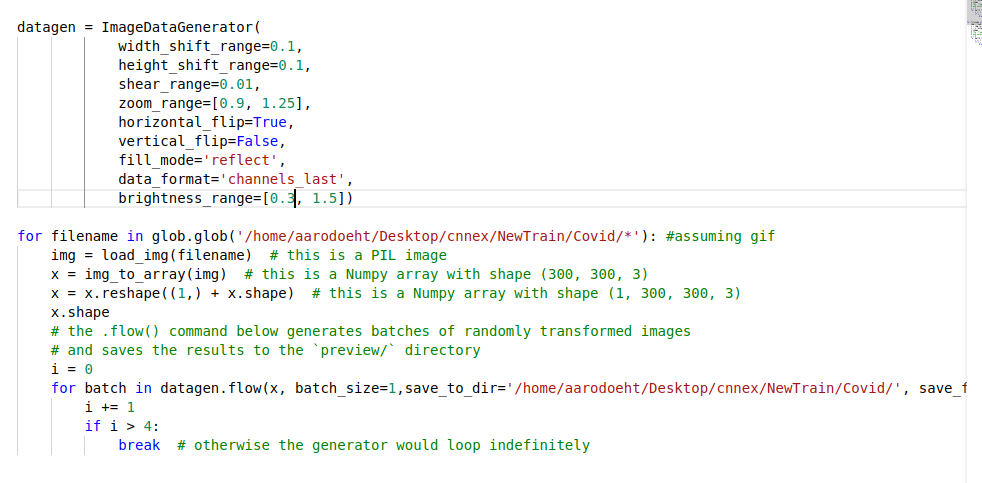 datagen = ImageDataGenerator(
            width_shift_range=0.1,
            height_shift_range=0.1,
            shear_range=0.01,
            zoom_range=[0.9, 1.25],
            horizontal_flip=True,
            vertical_flip=False,
            fill_mode='reflect',
            data_format='channels_last',
            brightness_range=[0.3, 1.5])
for filename in glob.glob('/home/aarodoeht/Desktop/cnnex/NewTrain/Covid/*'): #assuming gif
    img = load_img(filename)  # this is a PIL image
    x = img_to_array(img)  # this is a Numpy array with shape (300, 300, 3)
    x = x.reshape((1,) + x.shape)  # this is a Numpy array with shape (1, 300, 300, 3)
    x.shape
    # the .flow() command below generates batches of randomly transformed images
    # and saves the results to the `preview/` directory
    i = 0
    for batch in datagen.flow(x, batch_size=1,save_to_dir='/home/aarodoeht/Desktop/cnnex/NewTrain/Covid/', save_f
        i += 1
        if i > 4:
            break  # otherwise the generator would loop indefinitely